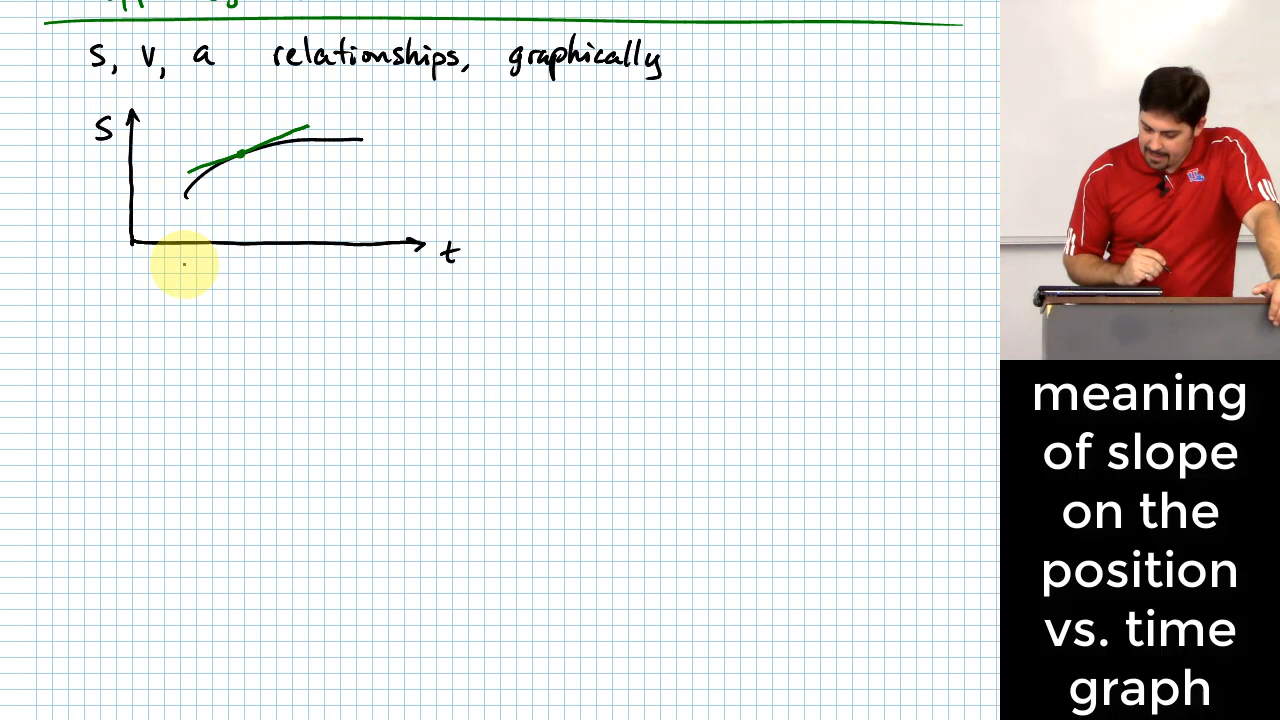 s, v, a relationships, graphically
S
t
meaning
of slope
on the
position
vs. time
graph